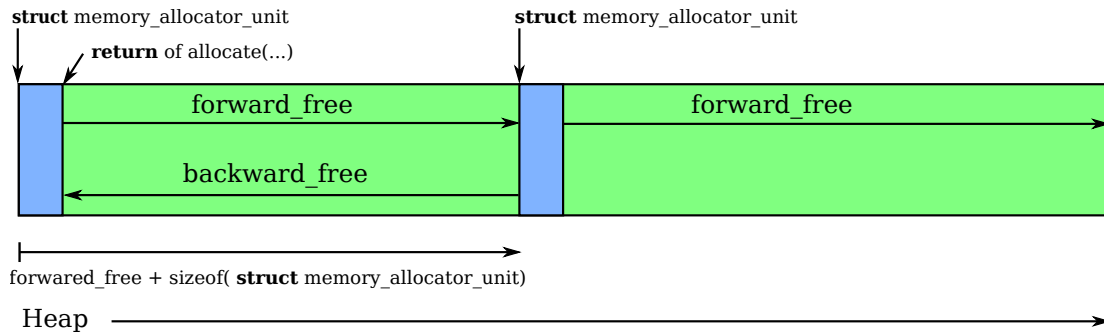 struct memory_allocator_unit
struct memory_allocator_unit
return of allocate(...)
forward_free
forward_free
backward_free
forwared_free + sizeof( struct memory_allocator_unit)
Heap